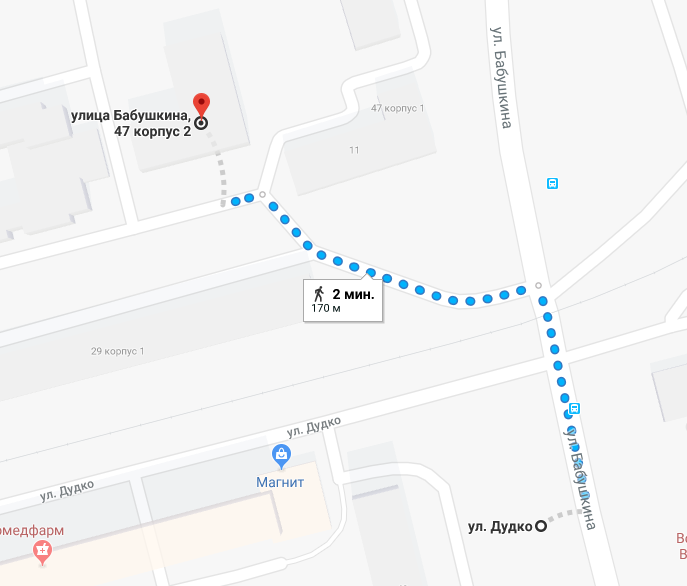 ул. Бабушкина
улица Бабушкина,
47 корпус 2
47 корпус 1
11
2 мин.
170 м
29 корпус 1
ул. Дудко
Магнит
ул. Дудко
ул. Бабушкина
ул. Дудко
рмедфарм